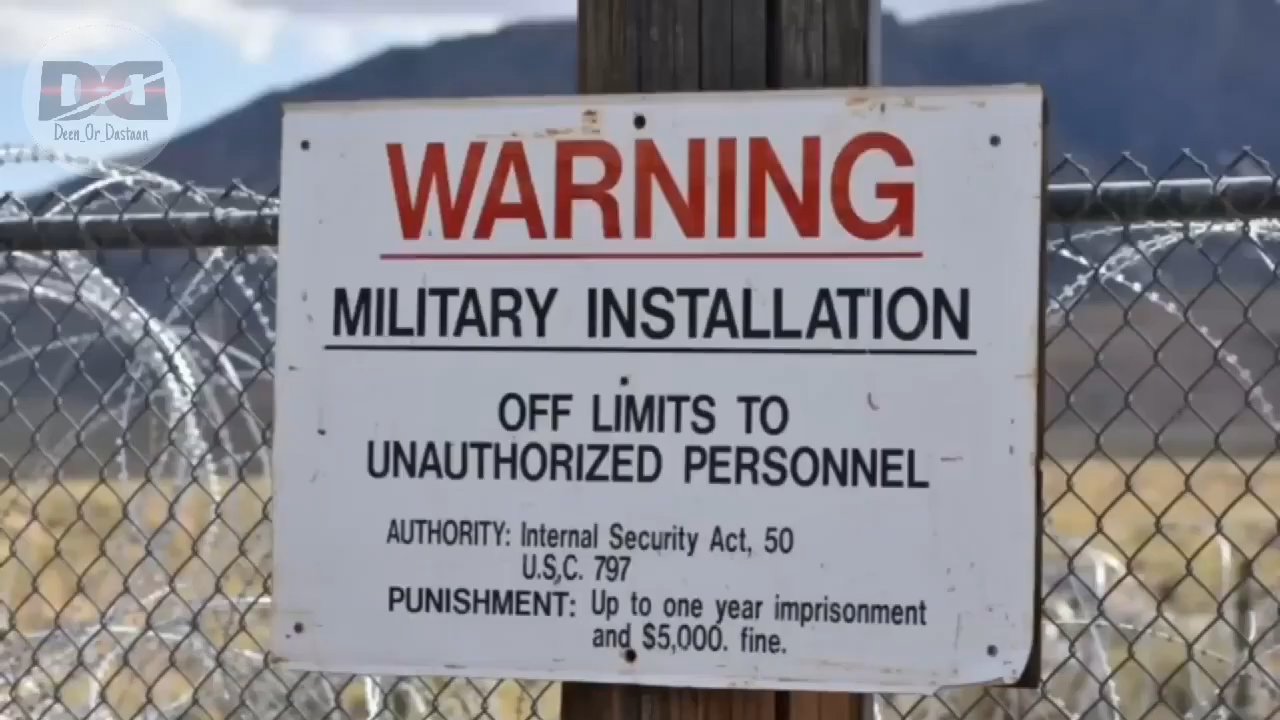 DD
Deen_Or_Dastaan
WARNING
MILITARY INSTALLATION
OFF LIMITS TO
UNAUTHORIZED PERSONNEL
AUTHORITY: Internal Security Act, 50
U.S,C. 797
PUNISHMENT: Up to one year imprisonment
and $5,000. fine.